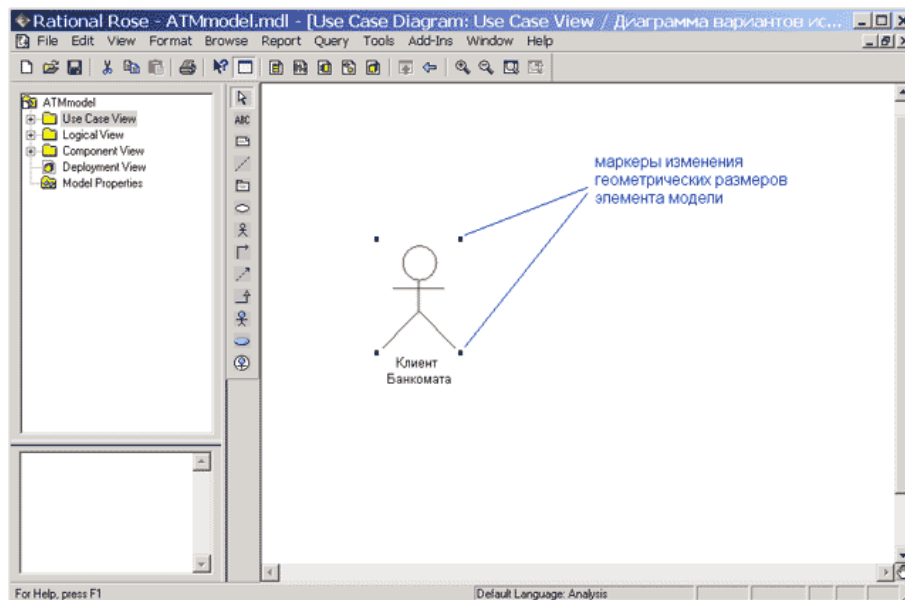 Rational Rose - ATMmodel.mdl - [Use Case Diagram: Use Case View / Диаграмма вариантов ис...
File Edit View Format Browse Report Query Tools Add-Ins Window Help
ATMmodel
Use Case View
Logical View
Component View
Deployment View
Model Properties
ABC
маркеры изменения
геометрических размеров
элемента модели
Клиент
Банкомата
For Help, press F1
Default Language: Analysis